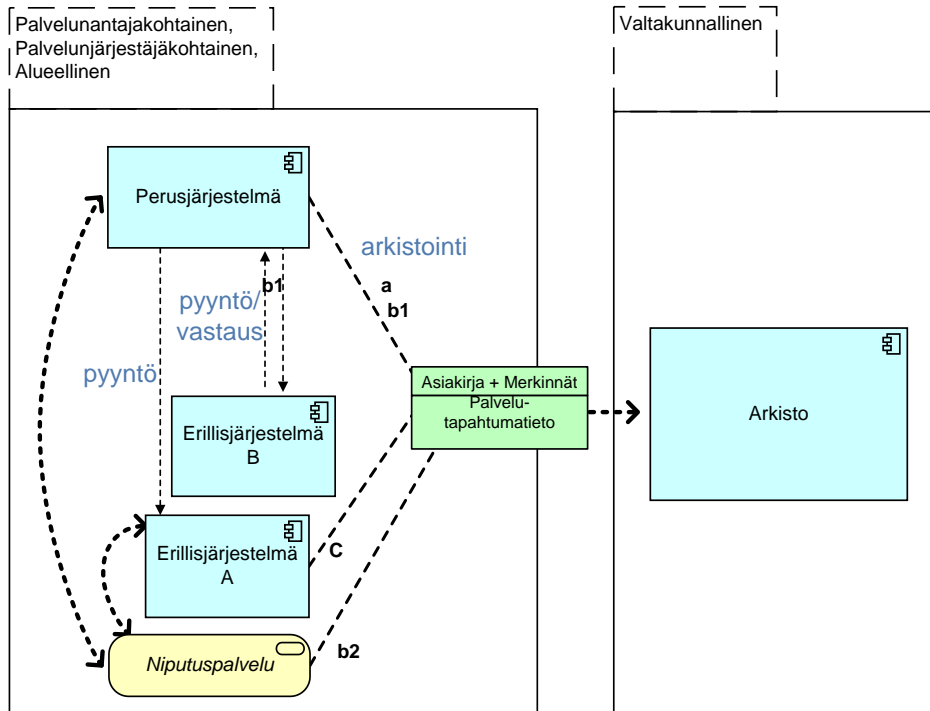 Palvelunantajakohtainen,
Palvelunjärjestäjäkohtainen,
Alueellinen
Valtakunnallinen
Perusjärjestelmä
arkistointi
a
b1
b1
pyyntö/
vastaus
pyyntö
Asiakirja + Merkinnät
Palvelu-
tapahtumatieto
Arkisto
Erillisjärjestelmä
B
Erillisjärjestelmä
A
C
Niputuspalvelu
b2